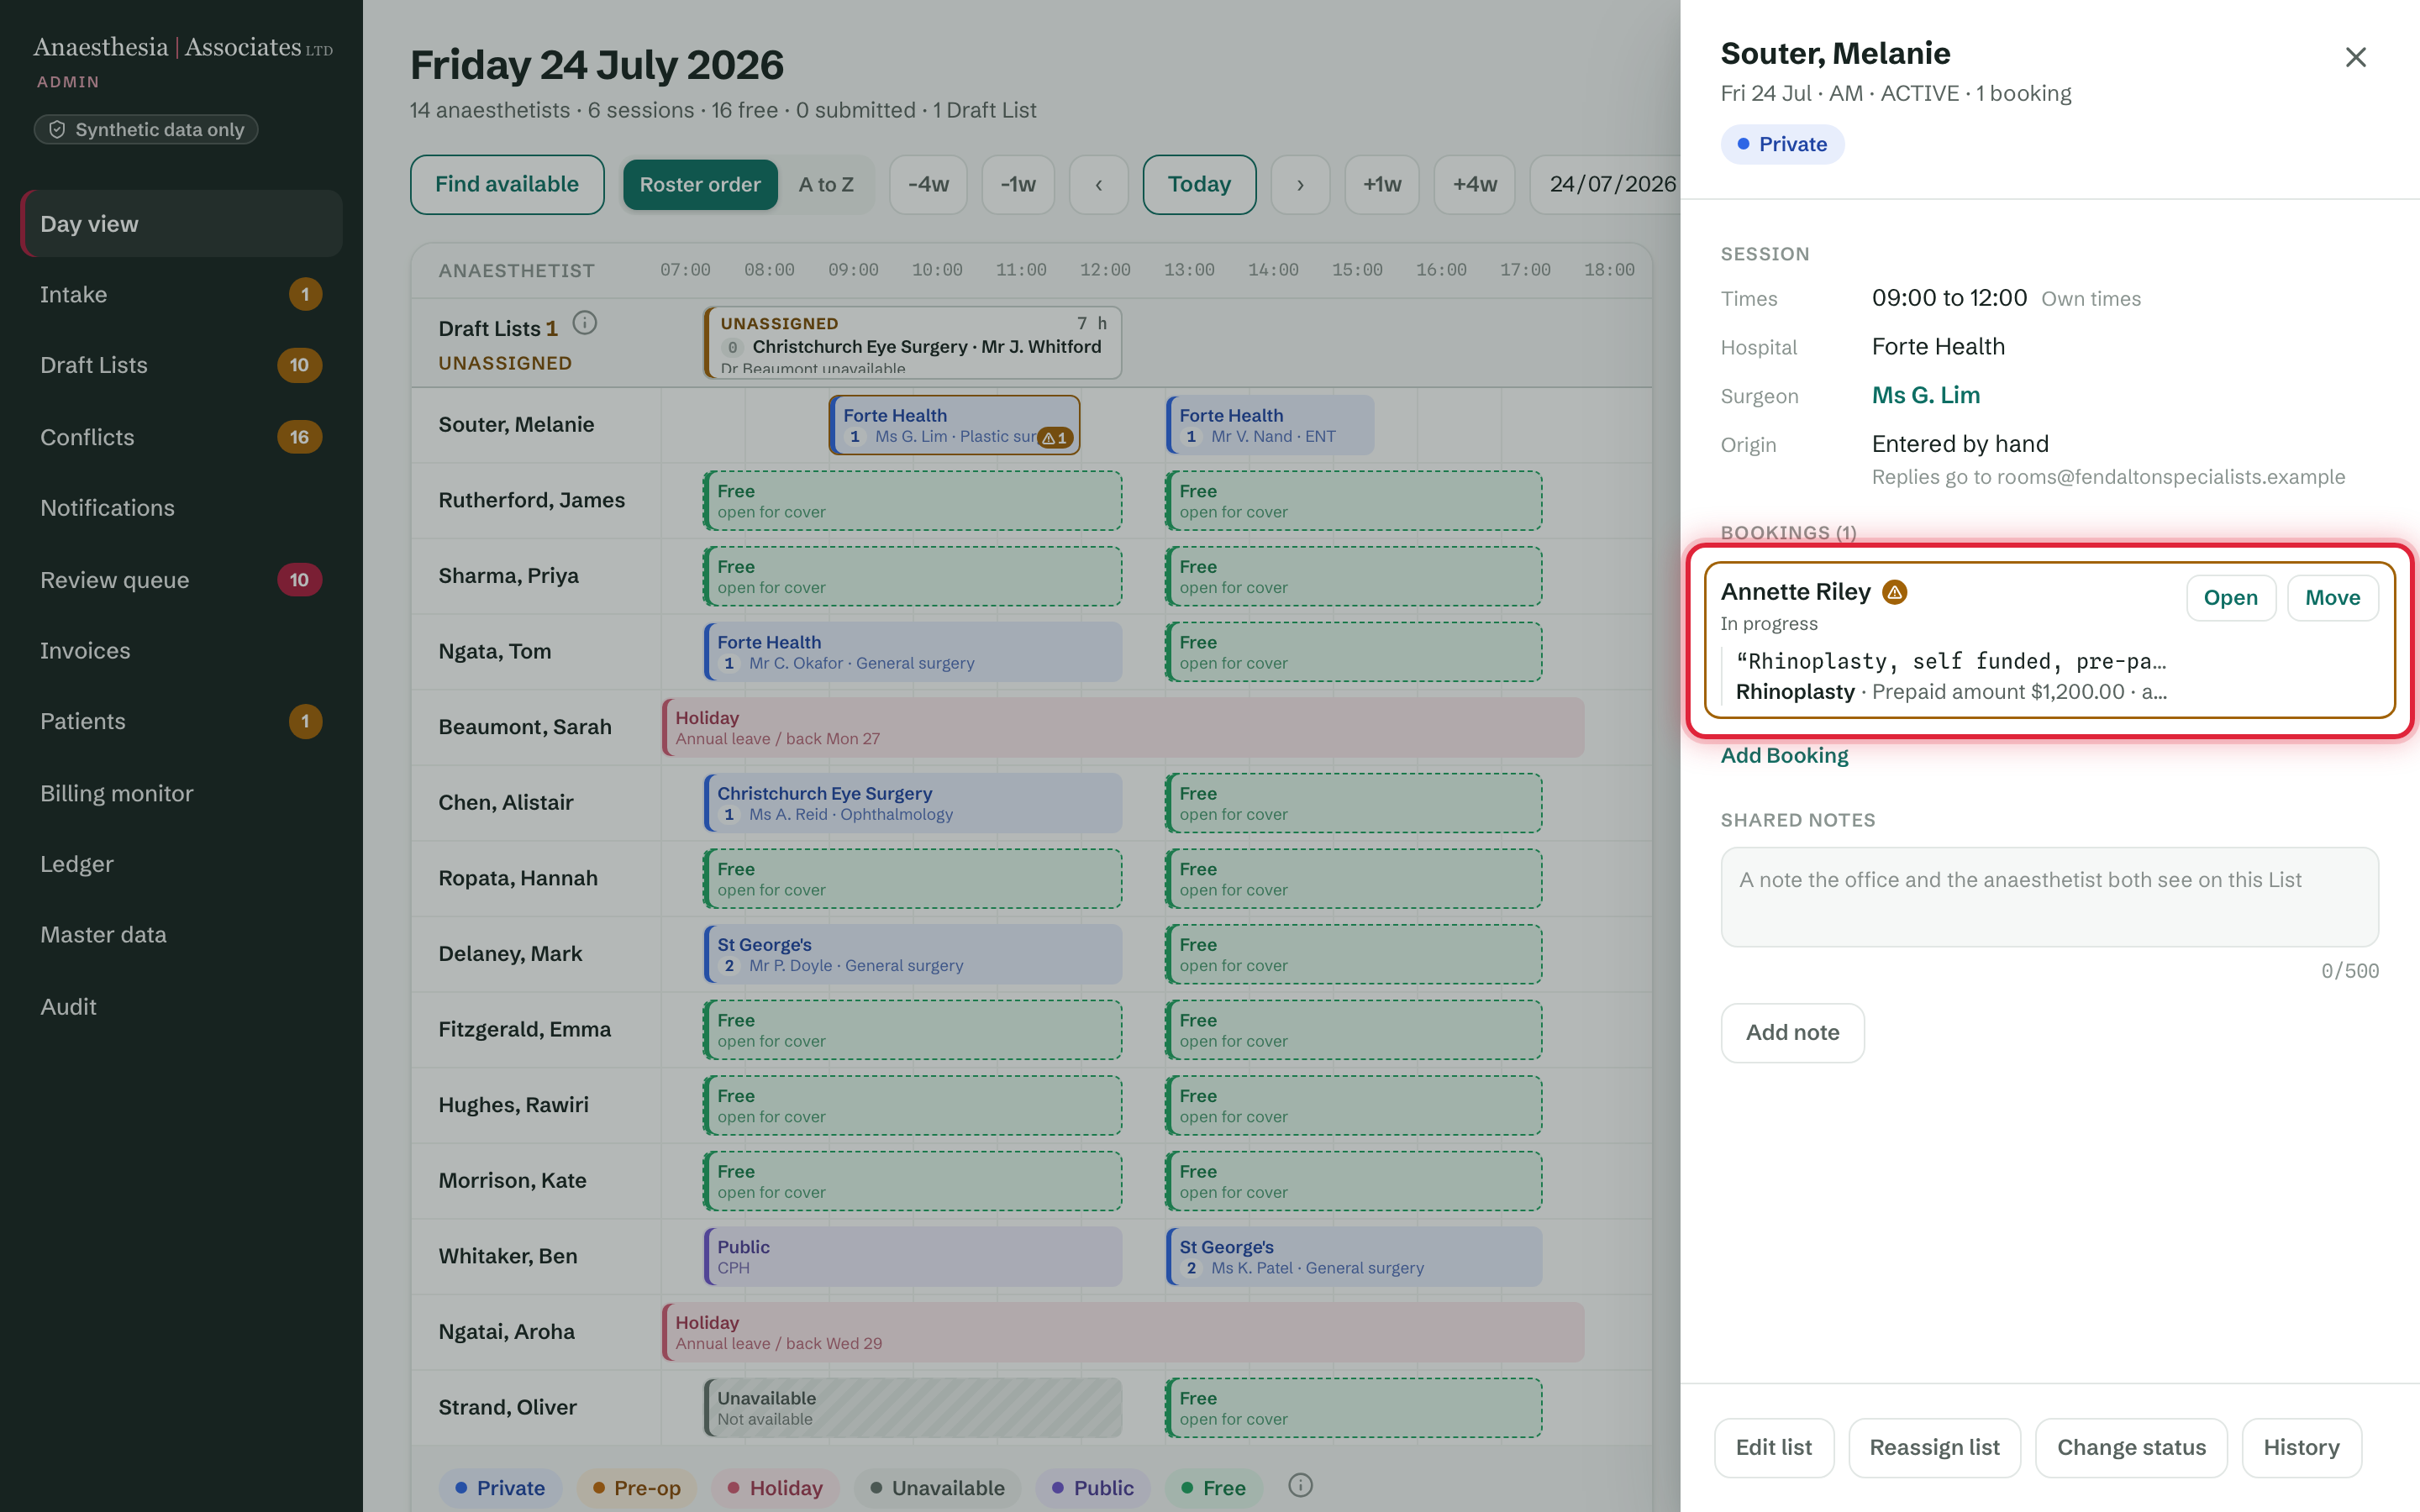 Anaesthesia | Associates LTD
ADMIN
Synthetic data only
Day view
Intake 1
Draft Lists 10
Conflicts 16
Notifications
Review queue 10
Invoices
Patients 1
Billing monitor
Ledger
Master data
Audit
Friday 24 July 2026
14 anaesthetists · 6 sessions · 16 free · 0 submitted · 1 Draft List
Find available Roster order A to Z -4w -1w ‹ Today › +1w +4w 24/07/2026
ANAESTHETIST 07:00 08:00 09:00 10:00 11:00 12:00 13:00 14:00 15:00 16:00 17:00 18:00
Draft Lists 1
UNASSIGNED
UNASSIGNED 7 h
0 Christchurch Eye Surgery · Mr J. Whitford
Dr Beaumont unavailable
Souter, Melanie
Forte Health
1 Ms G. Lim · Plastic sur 1
Forte Health
1 Mr V. Nand · ENT
Rutherford, James
Free
open for cover
Free
open for cover
Sharma, Priya
Free
open for cover
Free
open for cover
Ngata, Tom
Forte Health
1 Mr C. Okafor · General surgery
Free
open for cover
Beaumont, Sarah
Holiday
Annual leave / back Mon 27
Chen, Alistair
Christchurch Eye Surgery
1 Ms A. Reid · Ophthalmology
Free
open for cover
Ropata, Hannah
Free
open for cover
Free
open for cover
Delaney, Mark
St George's
2 Mr P. Doyle · General surgery
Free
open for cover
Fitzgerald, Emma
Free
open for cover
Free
open for cover
Hughes, Rawiri
Free
open for cover
Free
open for cover
Morrison, Kate
Free
open for cover
Free
open for cover
Whitaker, Ben
Public
CPH
St George's
2 Ms K. Patel · General surgery
Ngatai, Aroha
Holiday
Annual leave / back Wed 29
Strand, Oliver
Unavailable
Not available
Free
open for cover
Private Pre-op Holiday Unavailable Public Free
Souter, Melanie
Fri 24 Jul · AM · ACTIVE · 1 booking
Private
SESSION
Times 09:00 to 12:00 Own times
Hospital Forte Health
Surgeon Ms G. Lim
Origin Entered by hand
Replies go to rooms@fendaltonspecialists.example
BOOKINGS (1)
Annette Riley Open Move
In progress
“Rhinoplasty, self funded, pre-pa…
Rhinoplasty · Prepaid amount $1,200.00 · a…
Add Booking
SHARED NOTES
A note the office and the anaesthetist both see on this List
0/500
Add note
Edit list Reassign list Change status History